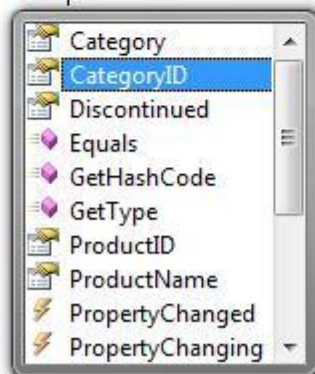 Category
CategoryID
Discontinued
Equals
GetHashCode
GetType
ProductID
ProductName
PropertyChanged
PropertyChanging